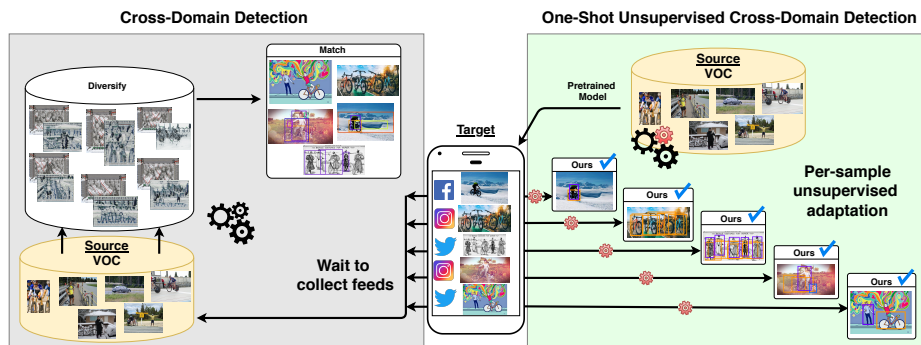 Cross-Domain Detection
One-Shot Unsupervised Cross-Domain Detection
Diversify
Match
Source
VOC
Pretrained
Model
Target
Ours
Ours
Ours
Ours
Ours
Per-sample
unsupervised
adaptation
Source
VOC
Wait to
collect feeds